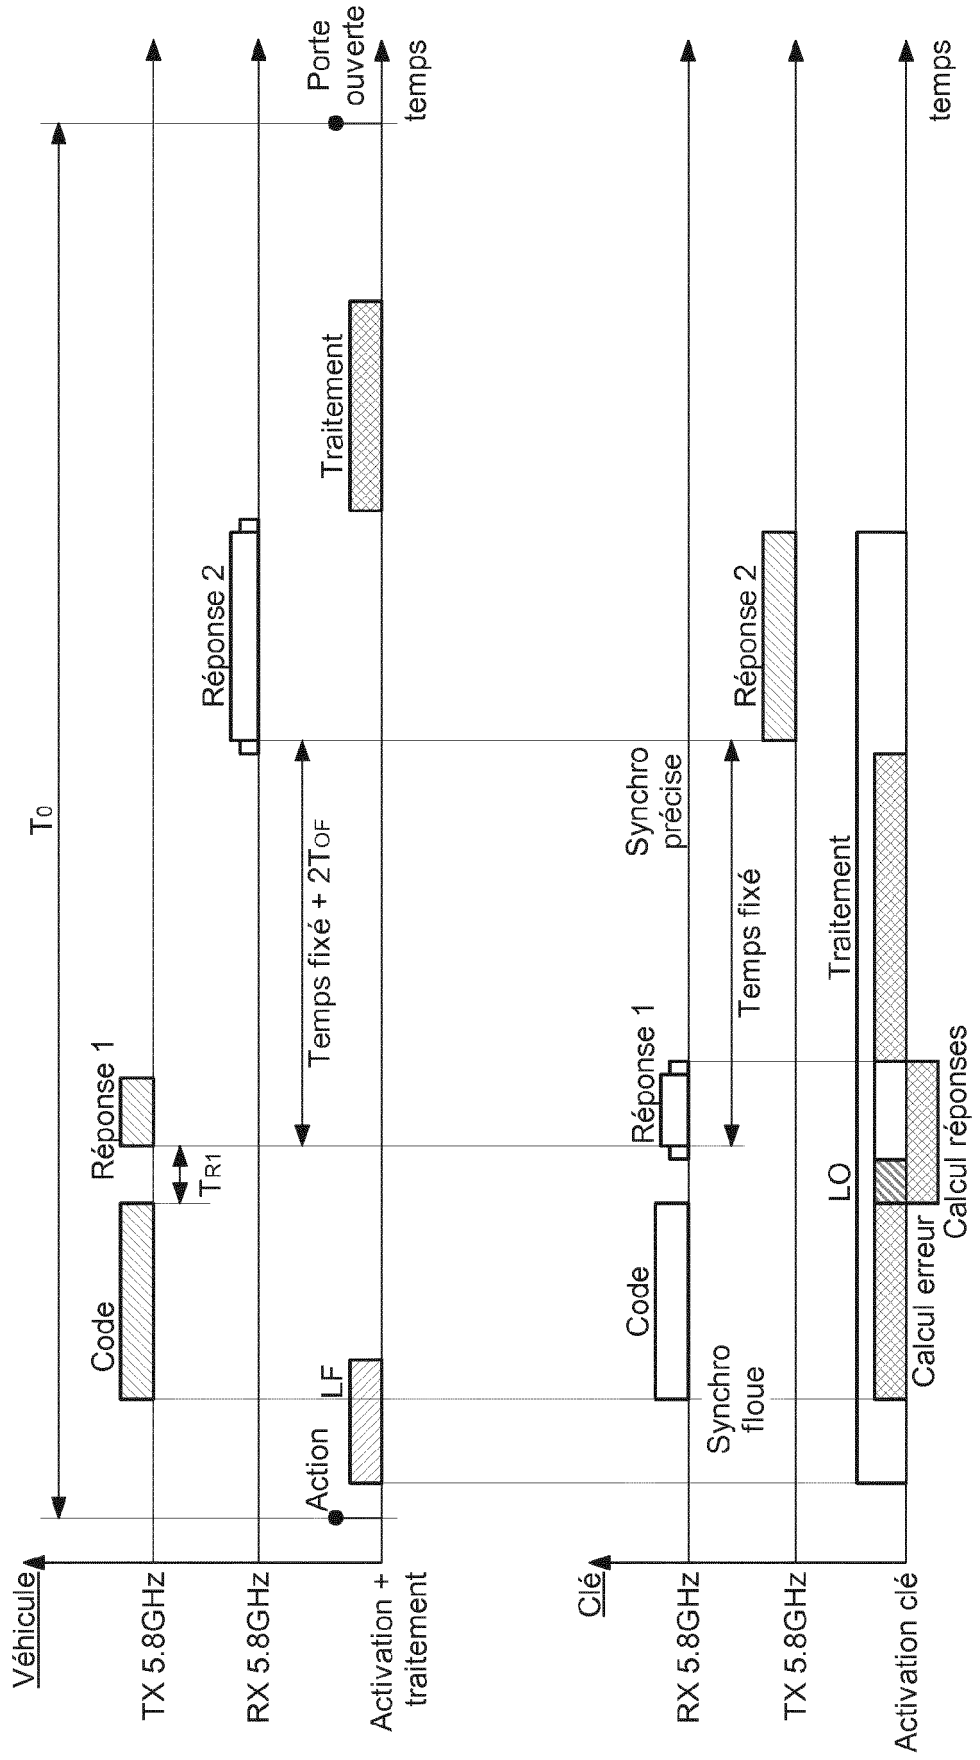 Véhicule
T0
TX 5.8GHz
Code
TR1
Réponse 1
RX 5.8GHz
Réponse 2
Temps fixé + 2TOF
Activation +
traitement
Action
LF
Traitement
Porte
ouverte
temps
Clé
RX 5.8GHz
Code
Réponse 1
Synchro
précise
Synchro
floue
Temps fixé
TX 5.8GHz
Réponse 2
Activation clé
LO
Traitement
Calcul erreur
Calcul réponses
temps